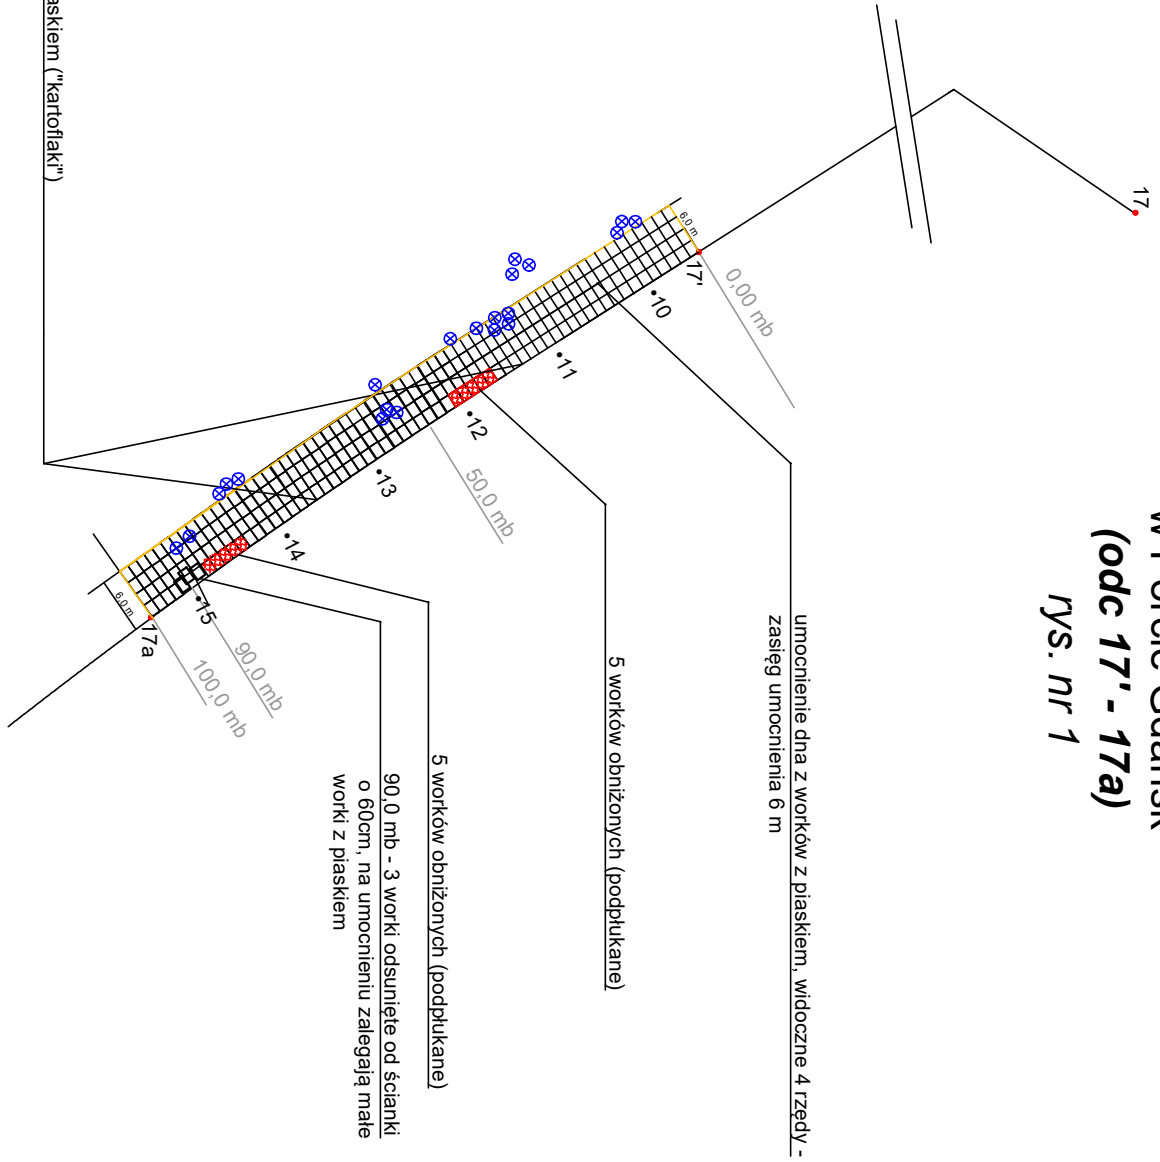 w Porcie Gdańsk
(odc 17' - 17a)
rys. nr 1
17
17'
6,0 m
0,00 mb
10
11
12
50,0 mb
13
14
15
90,0 mb
17a
6,0 m
100,0 mb
umocnienie dna z worków z piaskiem, widoczne 4 rzędy -
zasięg umocnienia 6 m
5 worków obniżonych (podpłukane)
5 worków obniżonych (podpłukane)
90,0 mb - 3 worki odsunięte od ścianki
o 60cm, na umocnieniu zalegają małe
worki z piaskiem
askiem ("kartoflaki")